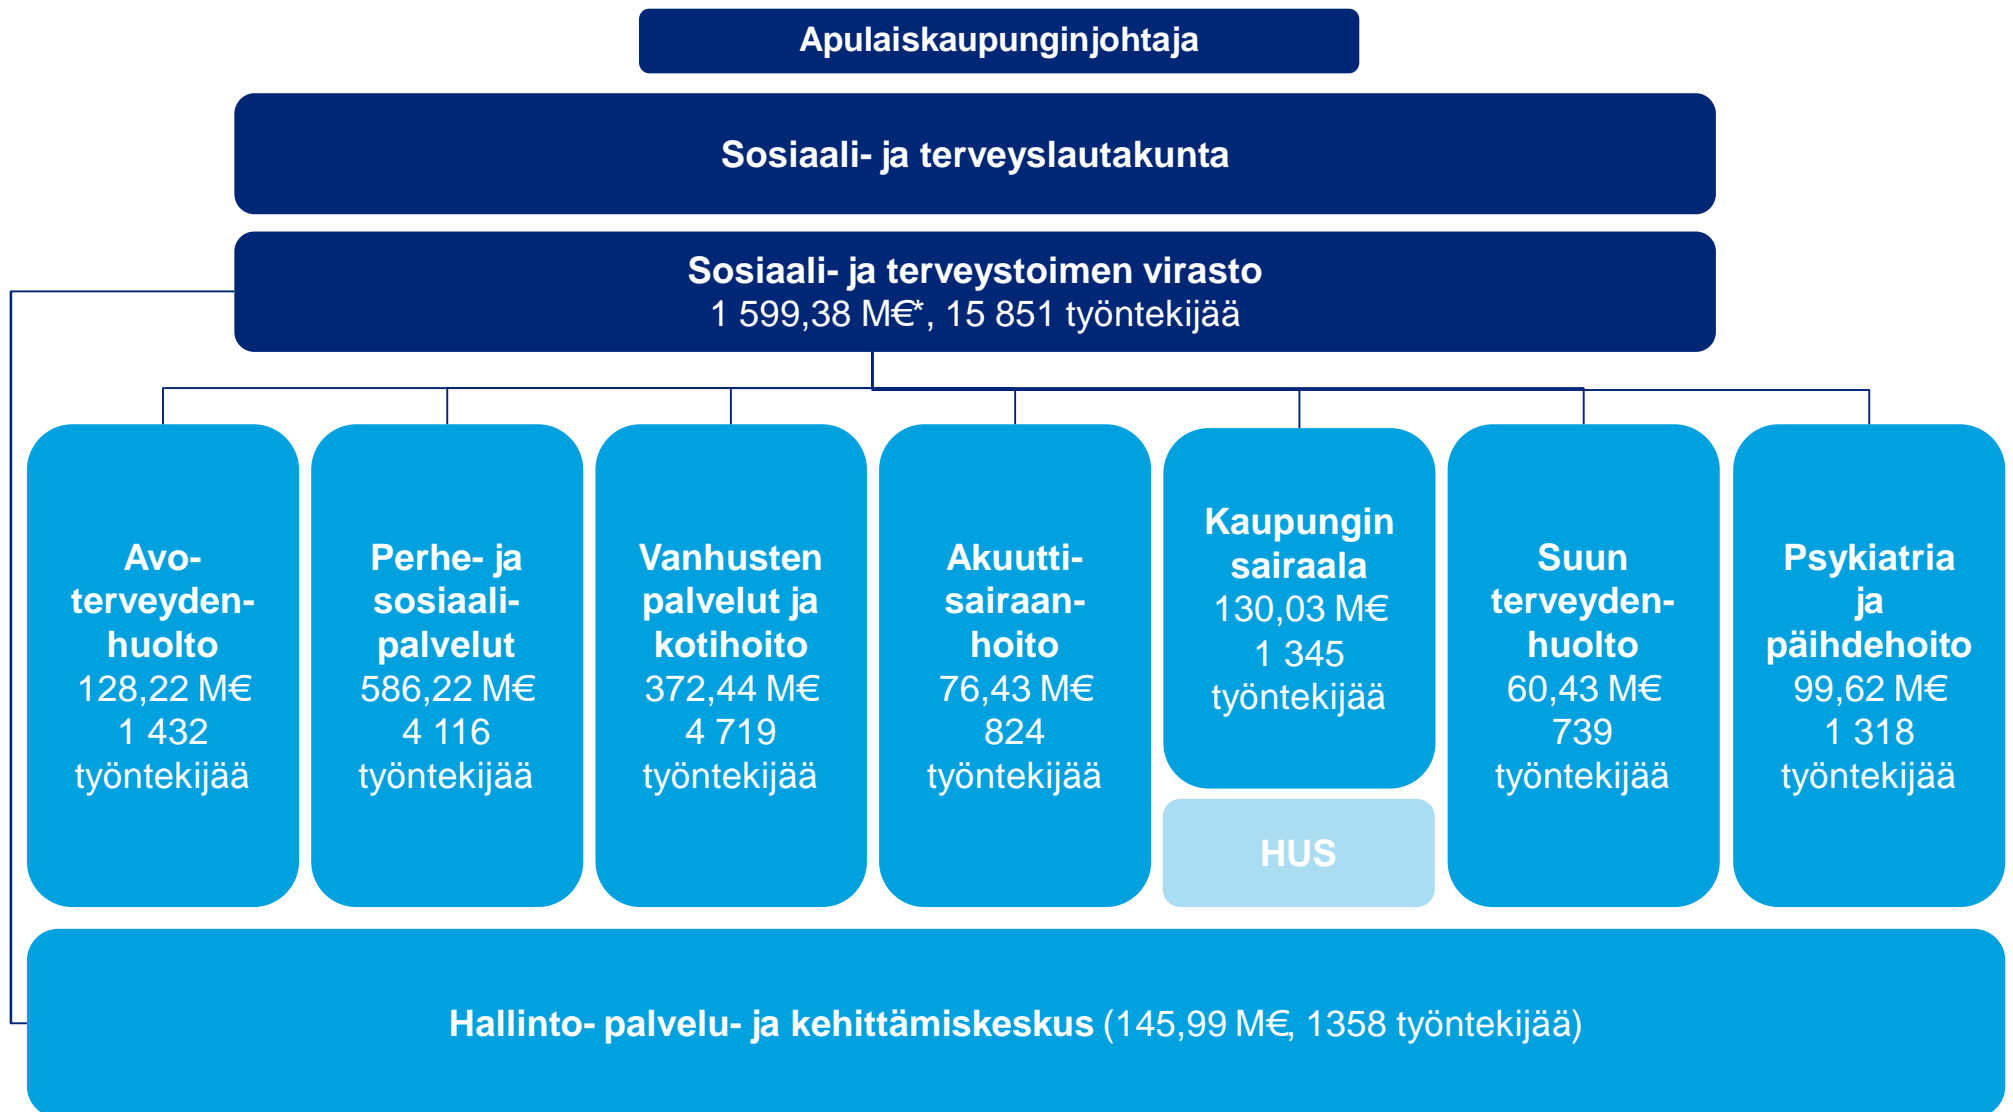 Apulaiskaupunginjohtaja
Sosiaali- ja terveyslautakunta
Sosiaali- ja terveystoimen virasto
1 599,38 M€*, 15 851 työntekijää
Avo-
terveyden-
huolto
128,22 M€
1 432
työntekijää
Perhe- ja
sosiaali-
palvelut
586,22 M€
4 116
työntekijää
Vanhusten
palvelut ja
kotihoito
372,44 M€
4 719
työntekijää
Akuutti-
sairaan-
hoito
76,43 M€
824
työntekijää
Kaupungin
sairaala
130,03 M€
1 345
työntekijää
HUS
Suun
terveyden-
huolto
60,43 M€
739
työntekijää
Psykiatria
ja
päihdehoito
99,62 M€
1 318
työntekijää
Hallinto- palvelu- ja kehittämiskeskus (145,99 M€, 1358 työntekijää)